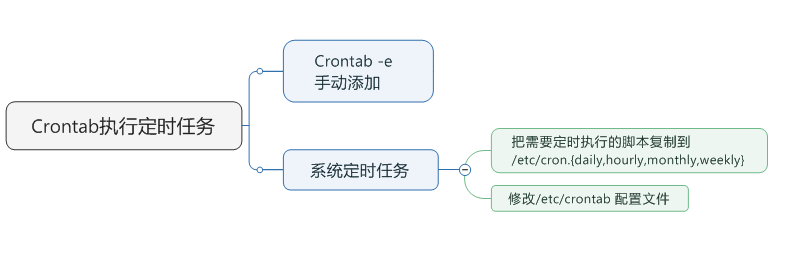 Crontab执行定时任务
Crontab -e
手动添加
系统定时任务
把需要定时执行的脚本复制到
/etc/cron.{daily,hourly,monthly,weekly}
修改/etc/crontab 配置文件